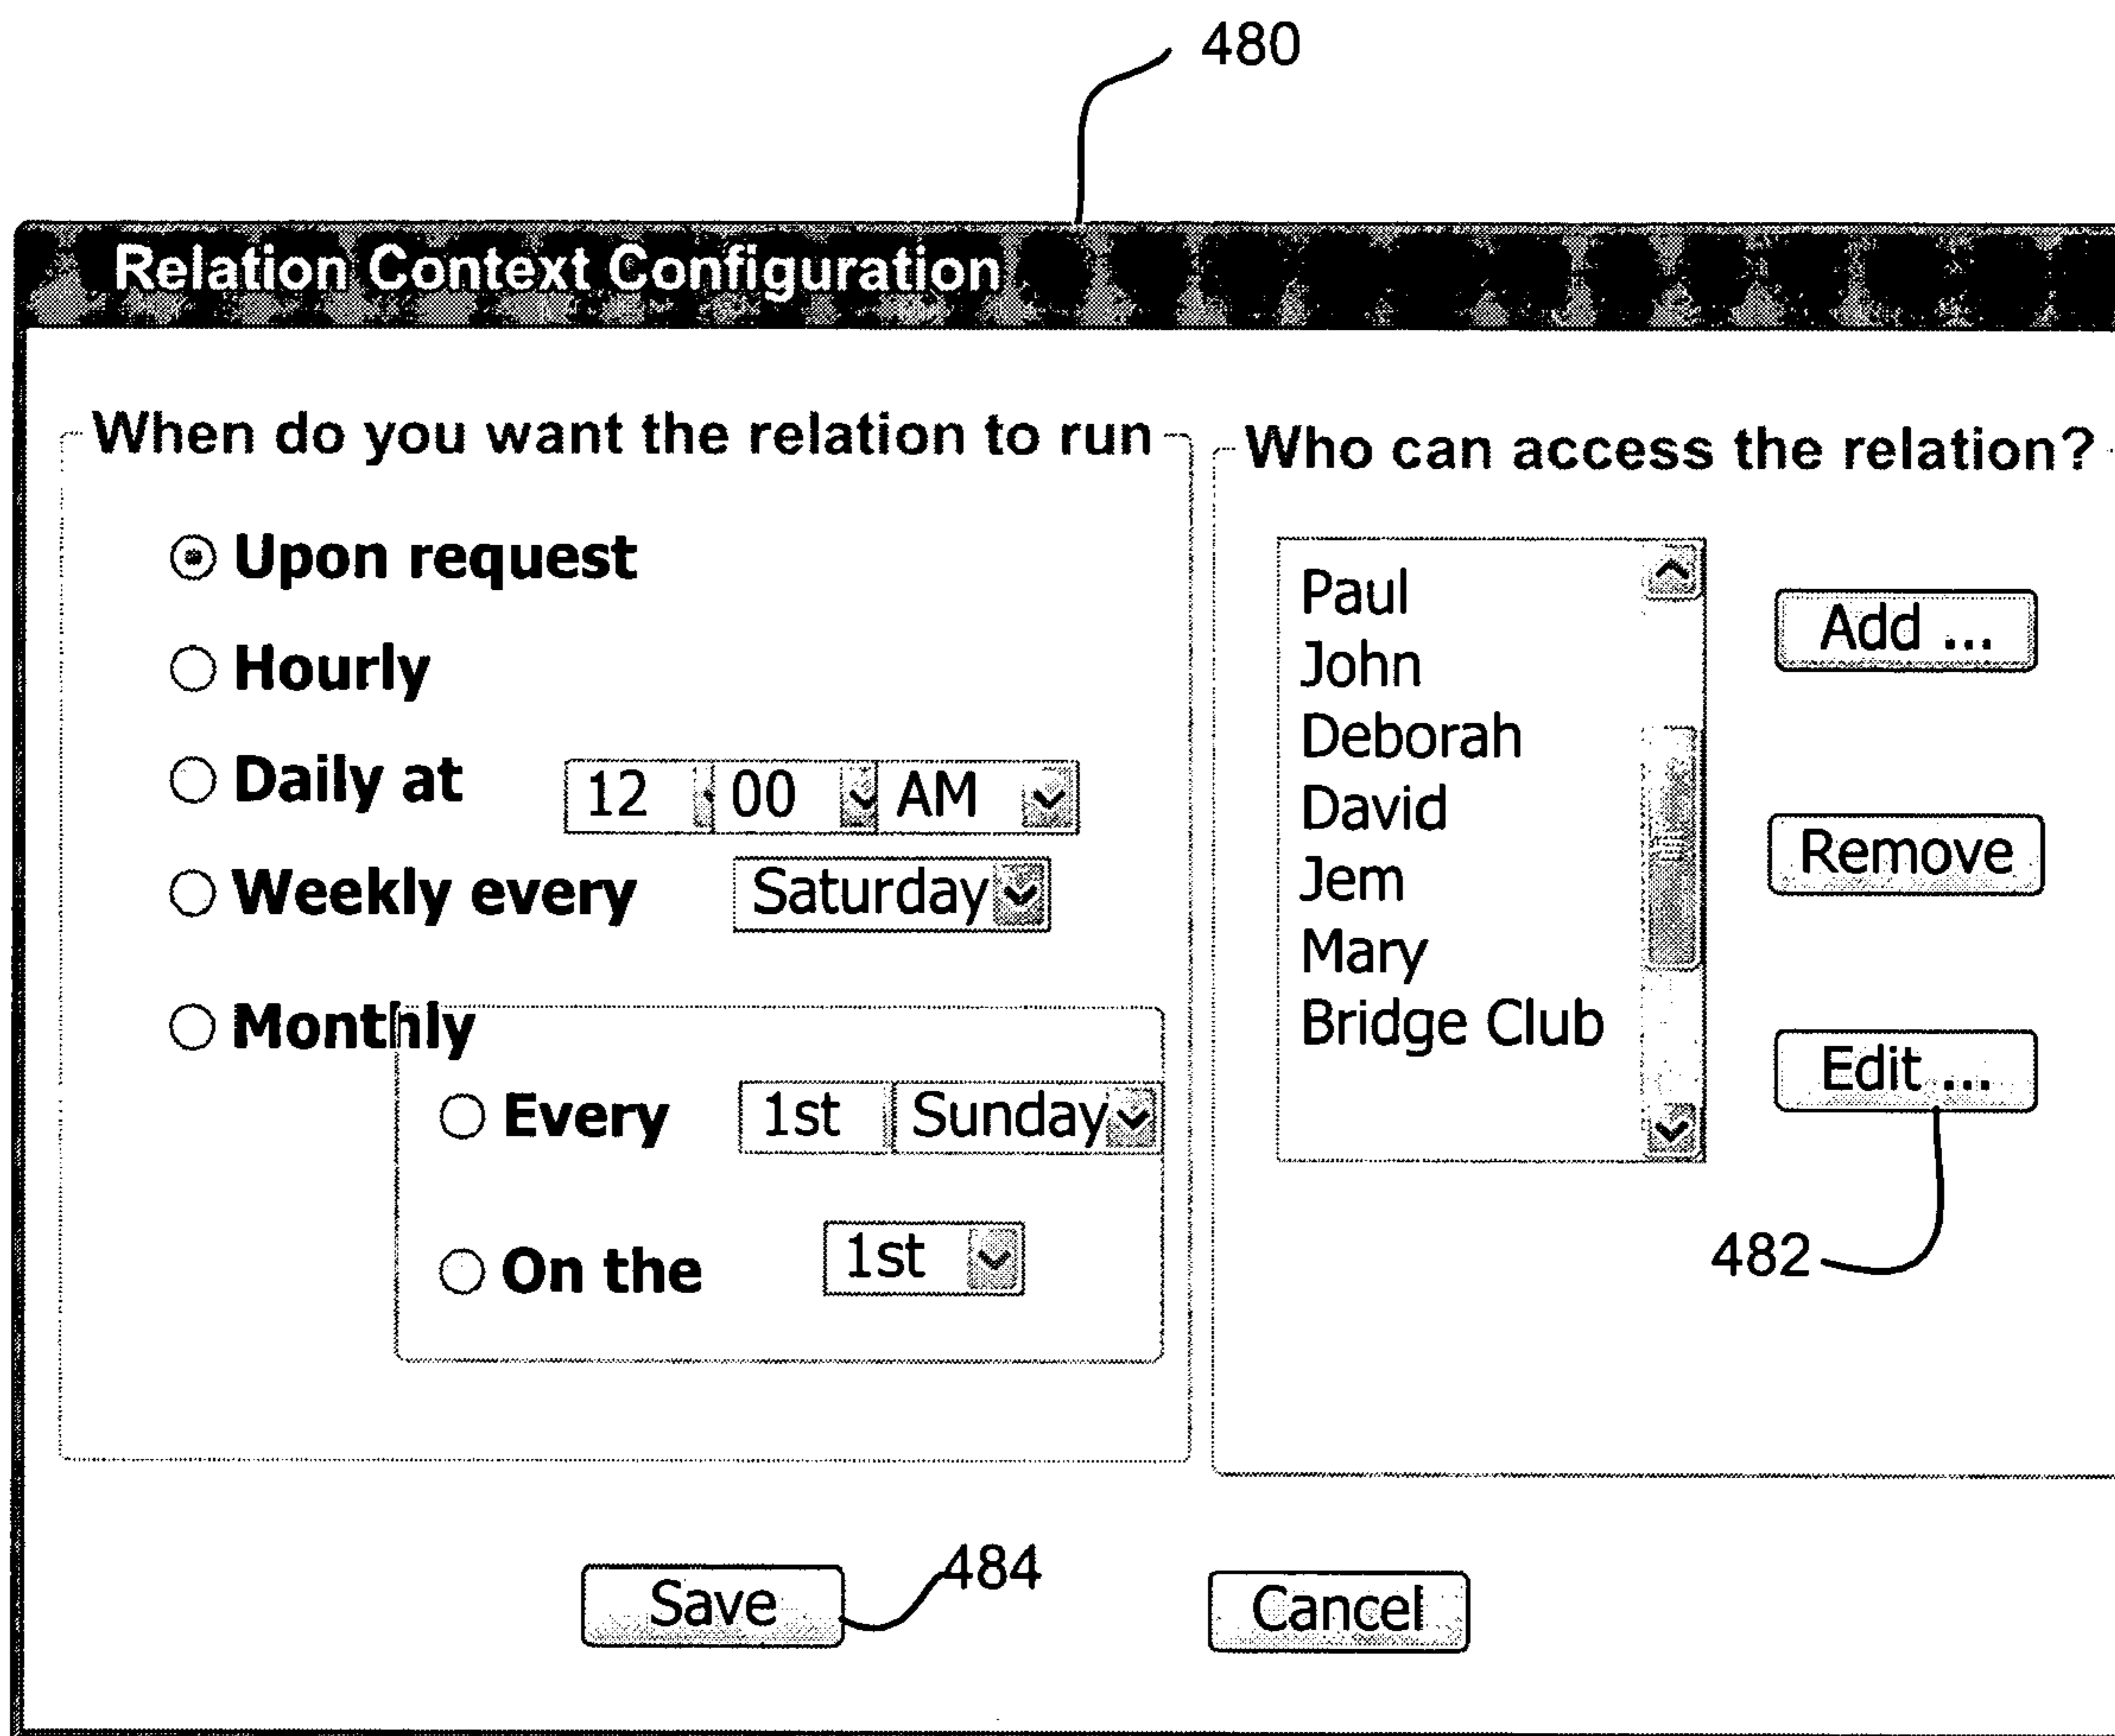 480
Relation Context Configuration
When do you want the relation to run
Upon request
Hourly
Daily at 12 00 AM
Weekly every Saturday
Monthly
Every 1st Sunday
On the 1st
Who can access the relation?
Paul
John
Deborah
David
Jem
Mary
Bridge Club
Add ...
Remove
Edit ...
482
Save
484
Cancel